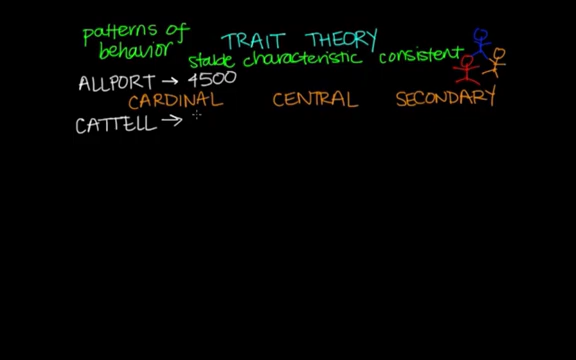 patterns of behavior
TRAIT THEORY
stable characteristic consistent
ALLPORT → 4500
CARDINAL CENTRAL SECONDARY
CATTELL →